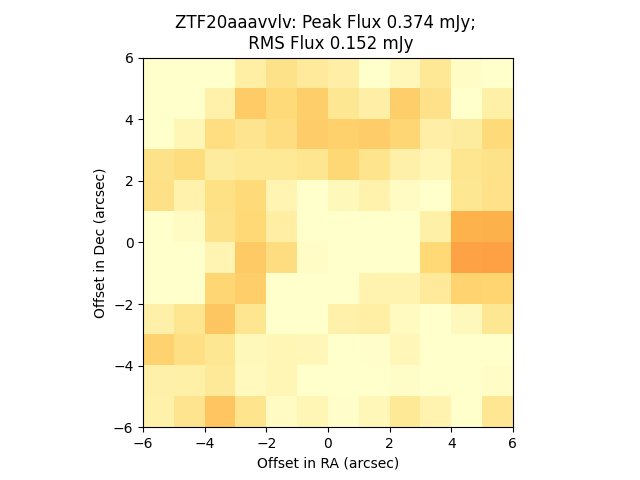 ZTF20aaavvlv: Peak Flux 0.374 mJy;
RMS Flux 0.152 mJy
6
4
2
0
−2
−4
−6
Offset in Dec (arcsec)
−6 −4 −2 0 2 4 6
Offset in RA (arcsec)